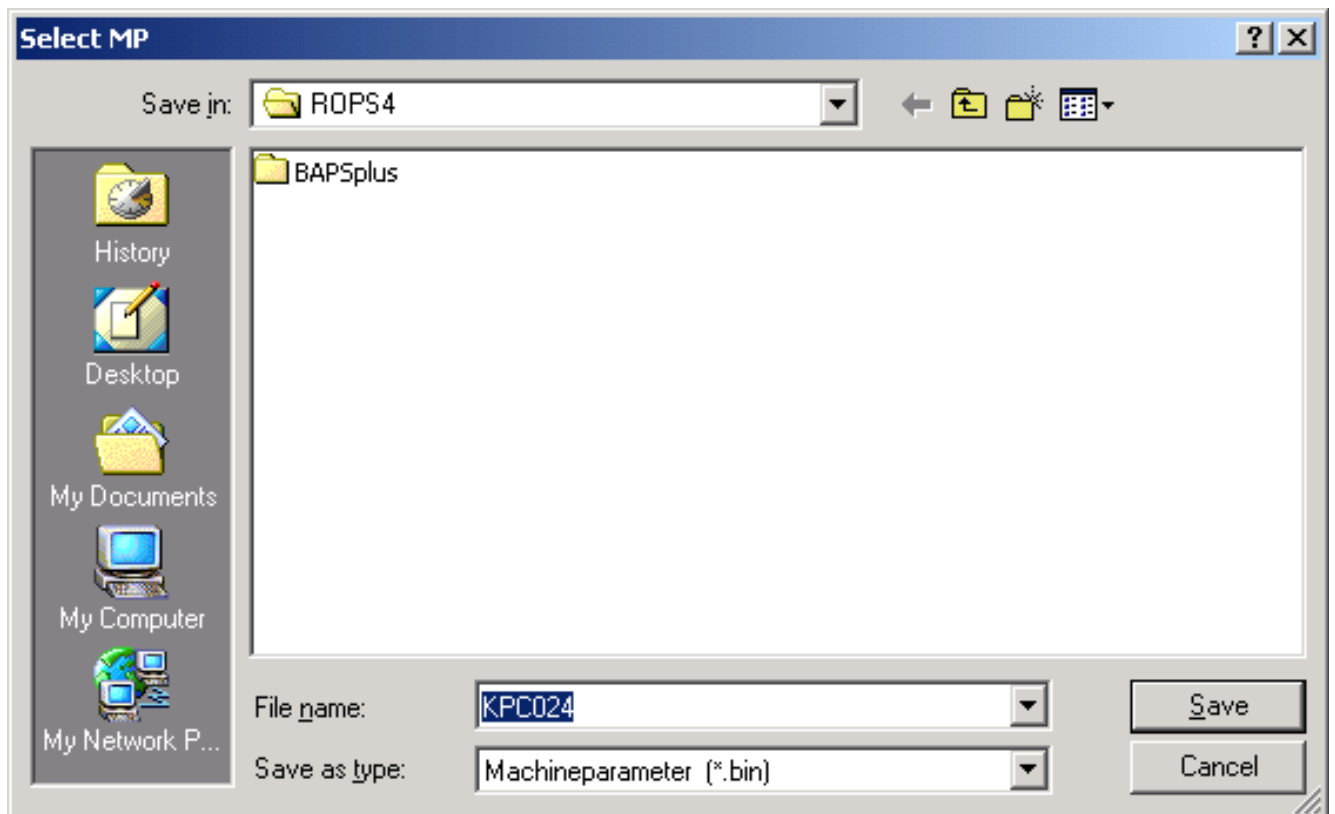 Select MP
Save in: ROPS4
BAPSplus
History
Desktop
My Documents
My Computer
My Network P...
File name: KPC024 Save
Save as type: Machineparameter (*.bin) Cancel